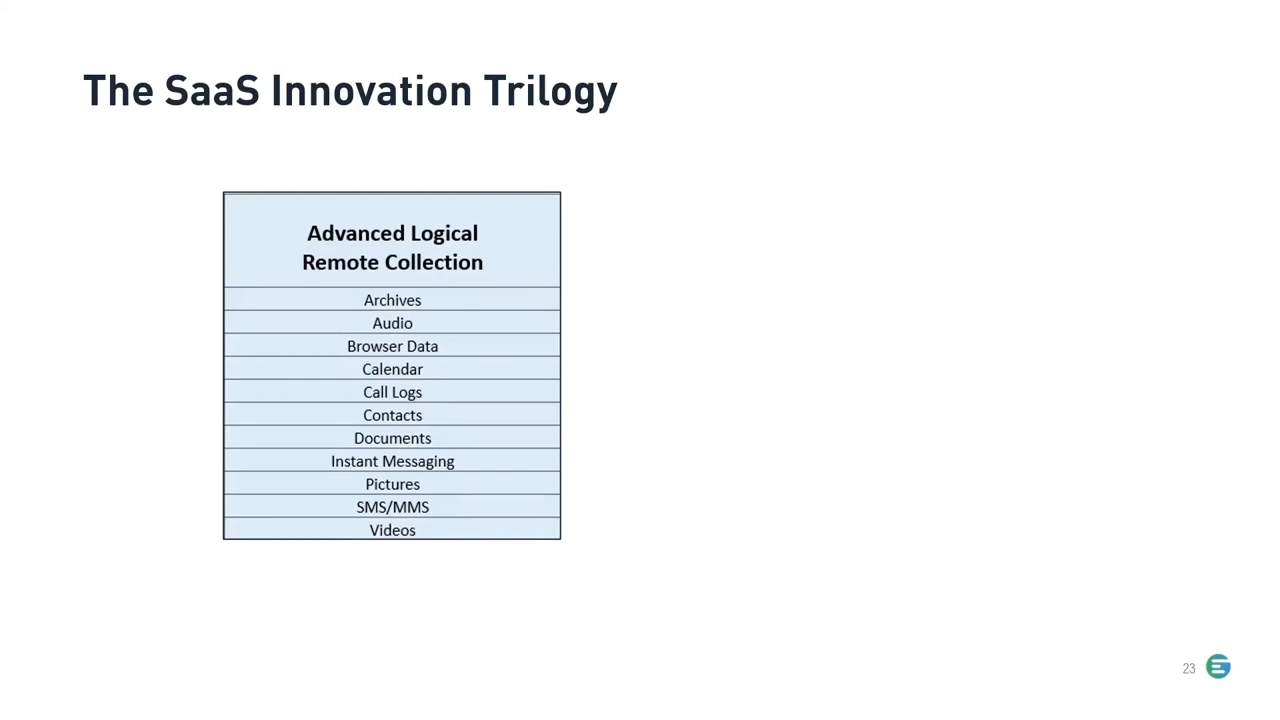 The SaaS Innovation Trilogy
Advanced Logical
Remote Collection
Archives
Audio
Browser Data
Calendar
Call Logs
Contacts
Documents
Instant Messaging
Pictures
SMS/MMS
Videos
23